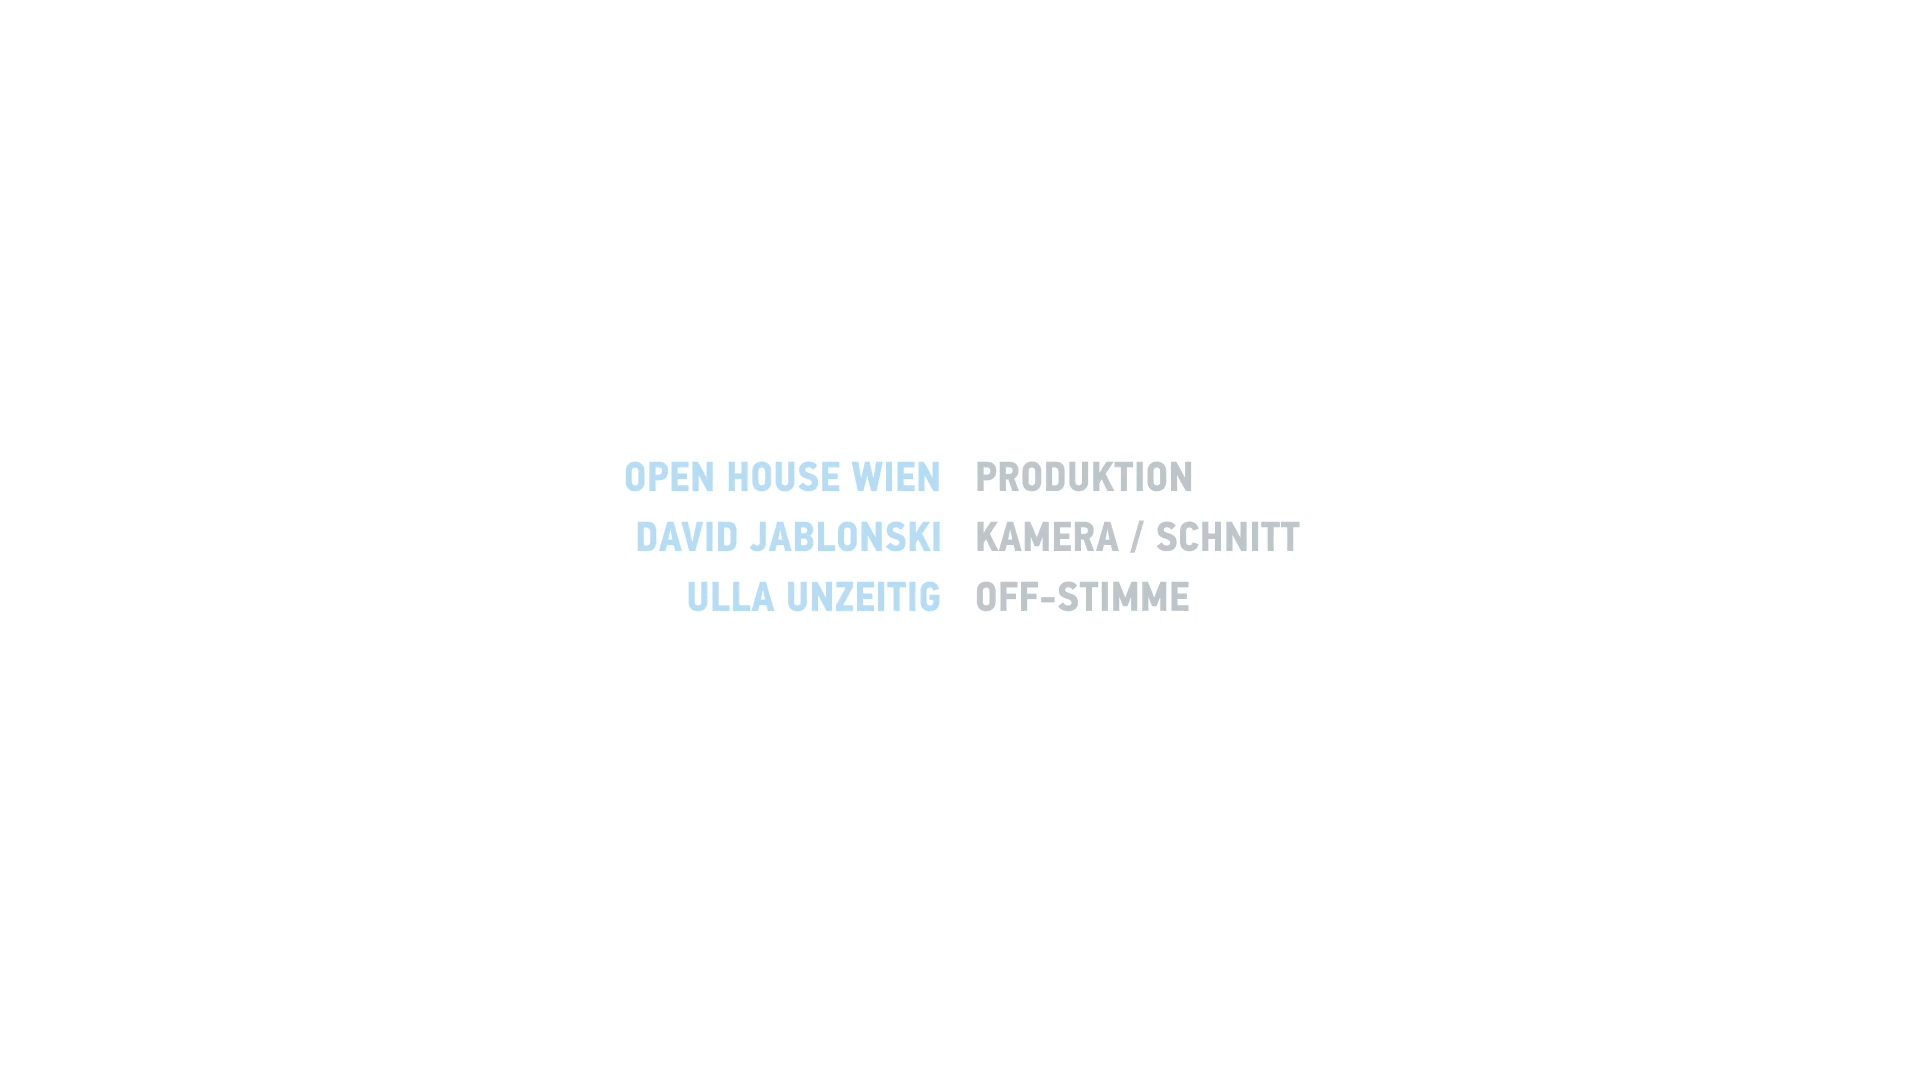 OPEN HOUSE WIEN PRODUKTION
DAVID JABLONSKI KAMERA / SCHNITT
ULLA UNZEITIG OFF-STIMME